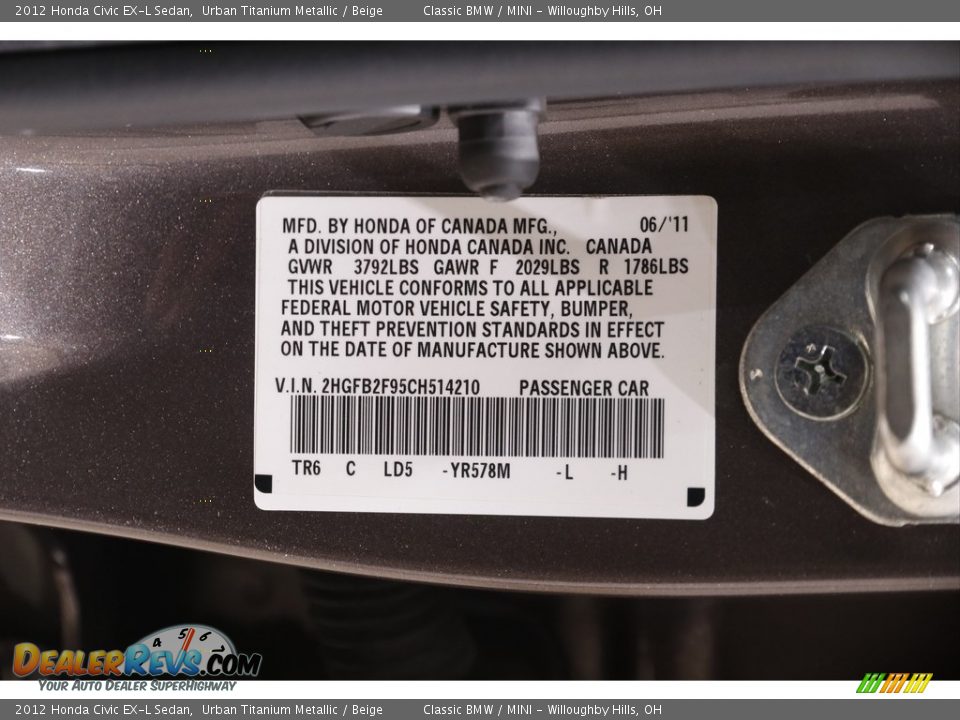 2012 Honda Civic EX-L Sedan, Urban Titanium Metallic / Beige Classic BMW / MINI - Willoughby Hills, OH
MFD. BY HONDA OF CANADA MFG., 06/'11
A DIVISION OF HONDA CANADA INC. CANADA
GVWR 3792LBS GAWR F 2029LBS R 1786LBS
THIS VEHICLE CONFORMS TO ALL APPLICABLE
FEDERAL MOTOR VEHICLE SAFETY, BUMPER,
AND THEFT PREVENTION STANDARDS IN EFFECT
ON THE DATE OF MANUFACTURE SHOWN ABOVE.
V.I.N. 2HGFB2F95CH514210 PASSENGER CAR
TR6 C LD5 -YR578M -L -H
4 5 6
DEALERREVS.COM
YOUR AUTO DEALER SUPERHIGHWAY
2012 Honda Civic EX-L Sedan, Urban Titanium Metallic / Beige Classic BMW / MINI - Willoughby Hills, OH